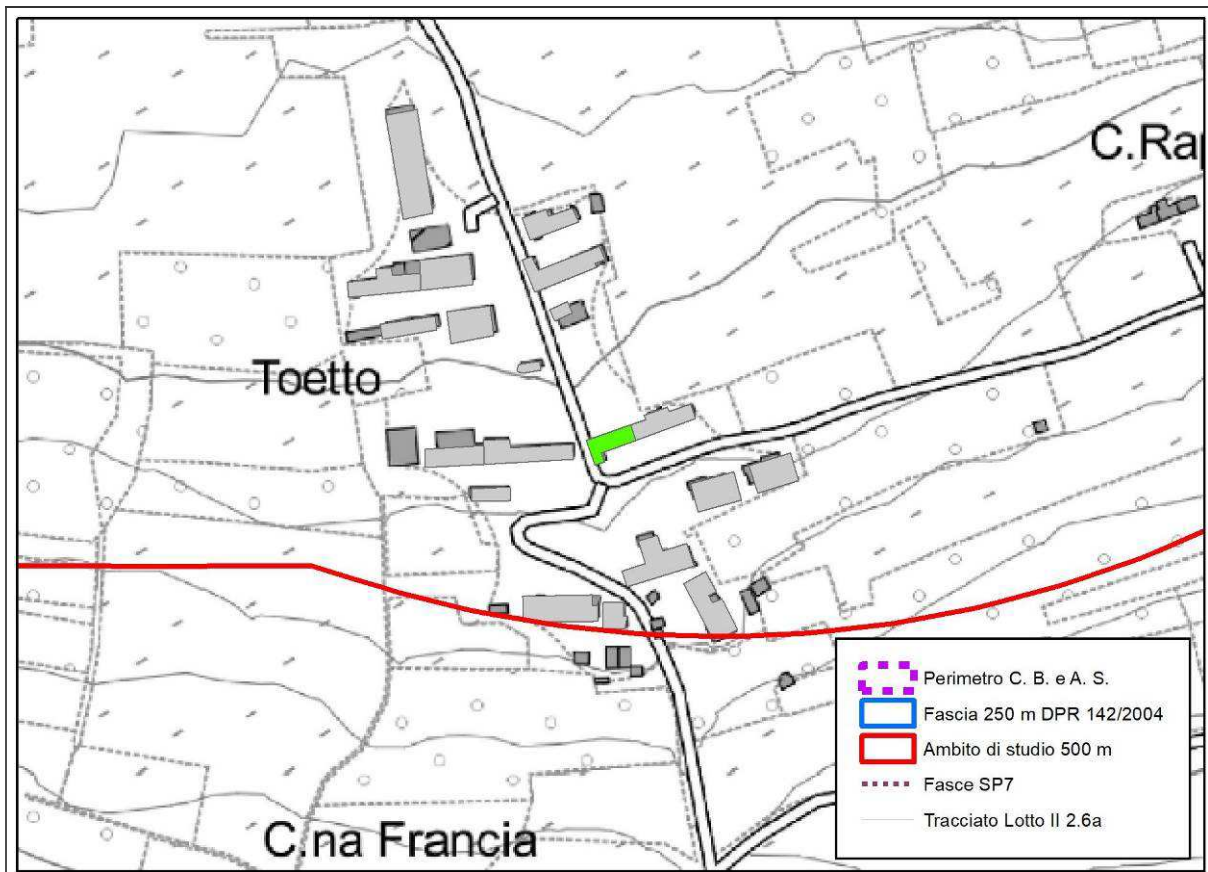 C.Rap
Toetto
C.na Francia
Perimetro C. B. e A. S.
Fascia 250 m DPR 142/2004
Ambito di studio 500 m
Fasce SP7
Tracciato Lotto II 2.6a